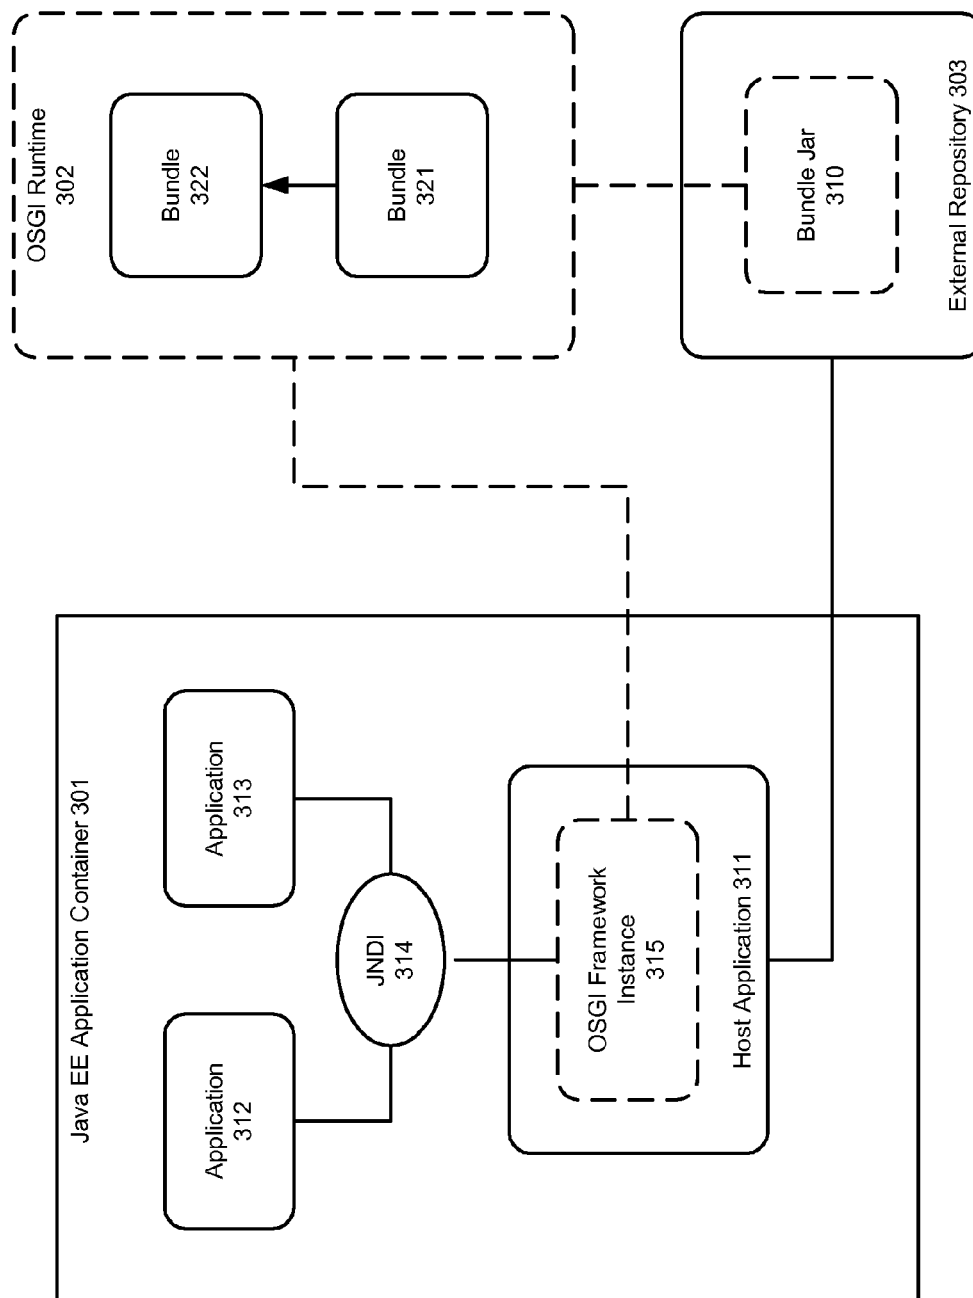 Java EE Application Container 301
Application
312
Application
313
JNDI
314
OSGI Framework
Instance
315
Host Application 311
OSGI Runtime
302
Bundle
322
Bundle
321
Bundle Jar
310
External Repository 303